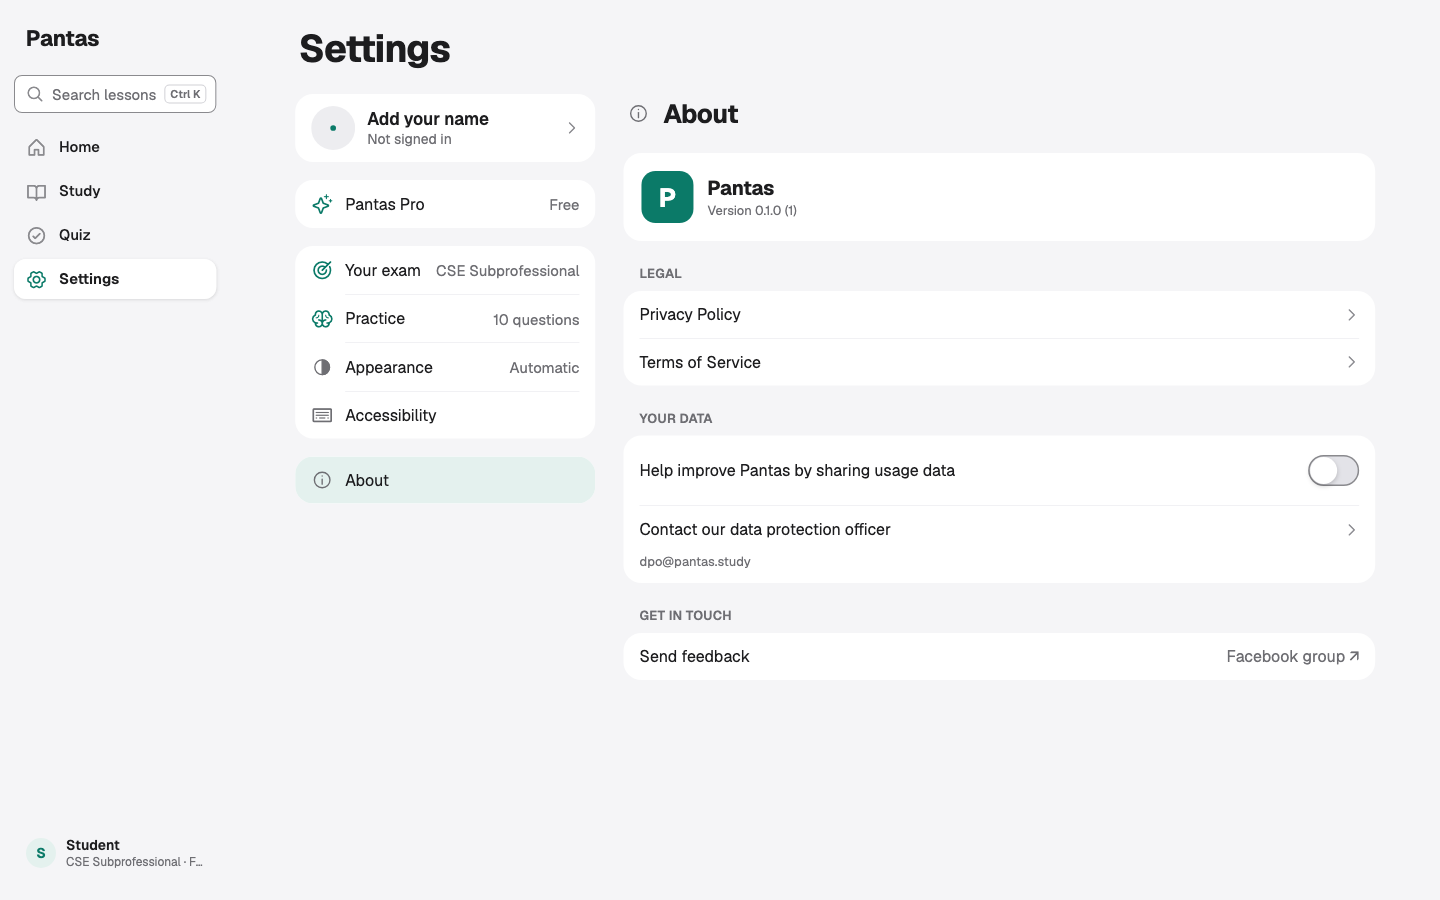 Pantas
Search lessons Ctrl K
Home
Study
Quiz
Settings
Settings
Add your name
Not signed in
Pantas Pro Free
Your exam CSE Subprofessional
Practice 10 questions
Appearance Automatic
Accessibility
About
About
P
Pantas
Version 0.1.0 (1)
LEGAL
Privacy Policy
Terms of Service
YOUR DATA
Help improve Pantas by sharing usage data
Contact our data protection officer
dpo@pantas.study
GET IN TOUCH
Send feedback Facebook group
S
Student
CSE Subprofessional · F...